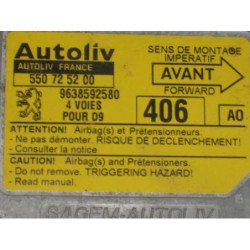 Autoliv
AUTOLIV FRANCE
550 72 52 00
9638592580
4 VOIES
POUR D9
SENS DE MONTAGE
IMPERATIF
AVANT
FORWARD
406
A0
ATTENTION! Airbag(s) et Prétensionneurs.
- Ne pas démonter. RISQUE DE DECLENCHEMENT!
- Consulter la notice
CAUTION! Airbag(s) and Pretensioners.
- Do not remove. TRIGGERING HAZARD!
- Read manual.
SAGEM-AUTOLIV